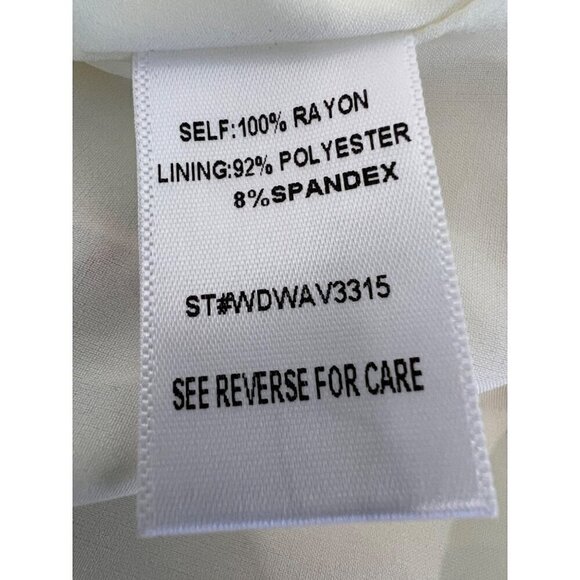 SELF:100% RAYON
LINING:92% POLYESTER
8%SPANDEX
ST#WDWAV3315
SEE REVERSE FOR CARE